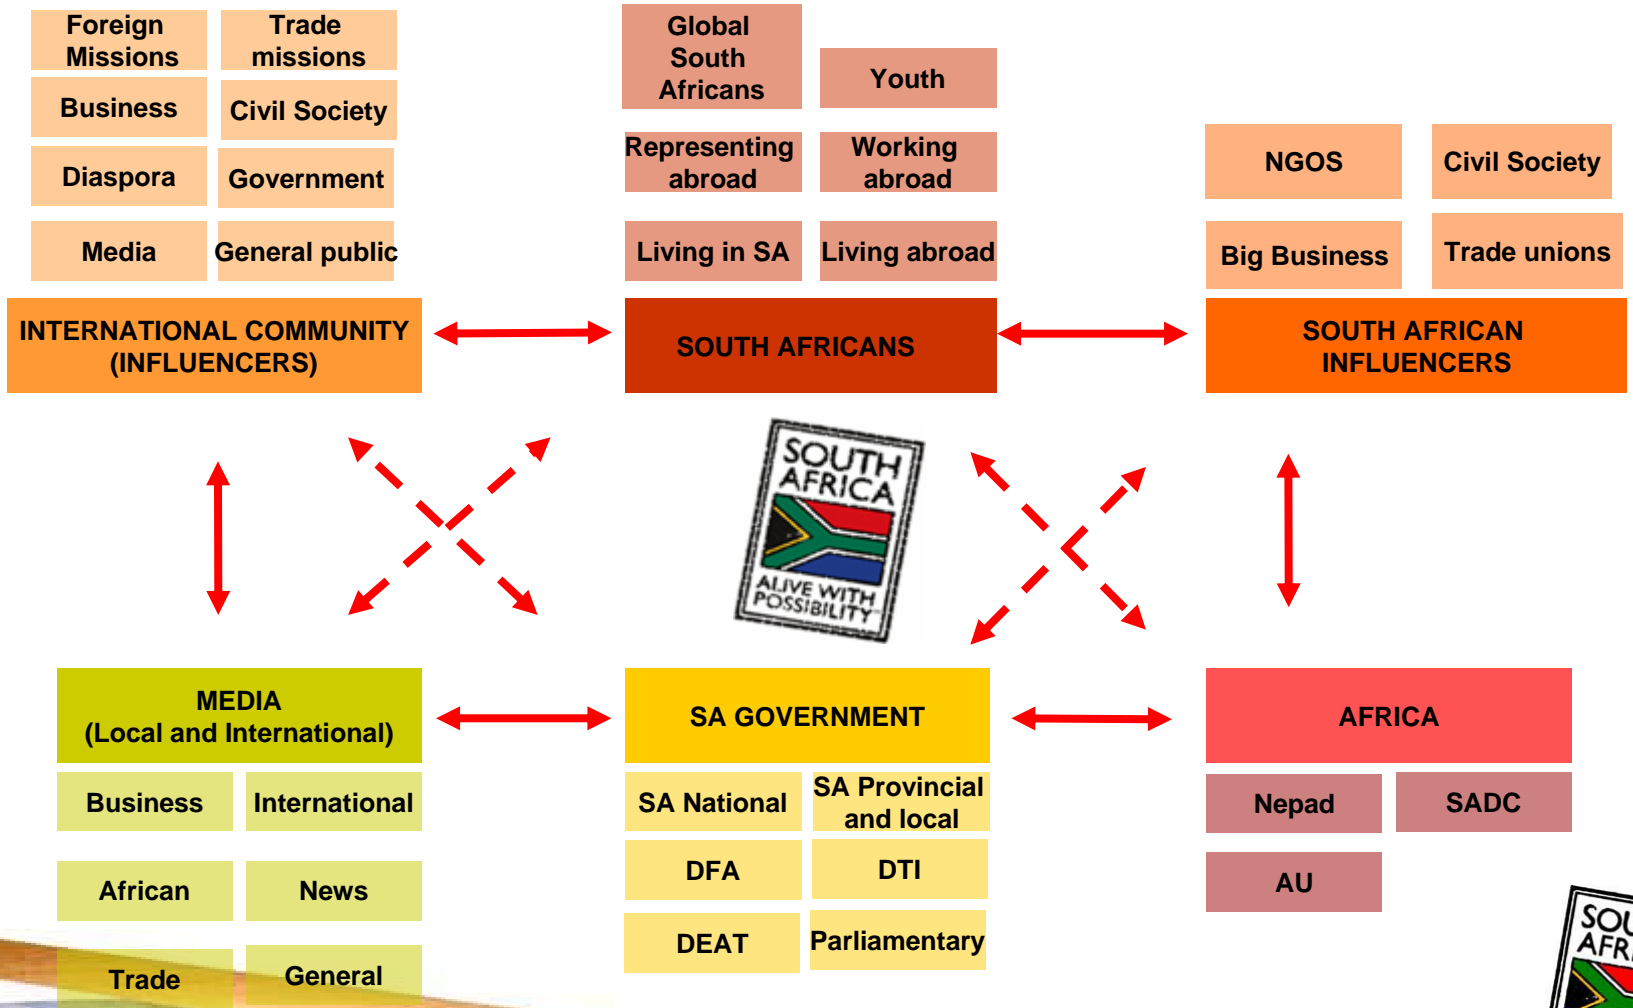 Foreign
Missions
Trade
missions
Business
Civil Society
Diaspora
Government
Media
General public
INTERNATIONAL COMMUNITY
(INFLUENCERS)
Global
South
Africans
Youth
Representing
abroad
Working
abroad
Living in SA
Living abroad
SOUTH AFRICANS
NGOS
Civil Society
Big Business
Trade unions
SOUTH AFRICAN
INFLUENCERS
SOUTH
AFRICA
ALIVE WITH
POSSIBILITY
MEDIA
(Local and International)
Business
International
African
News
Trade
General
SA GOVERNMENT
SA National
SA Provincial
and local
DFA
DTI
DEAT
Parliamentary
AFRICA
Nepad
SADC
AU
SOU
AFR